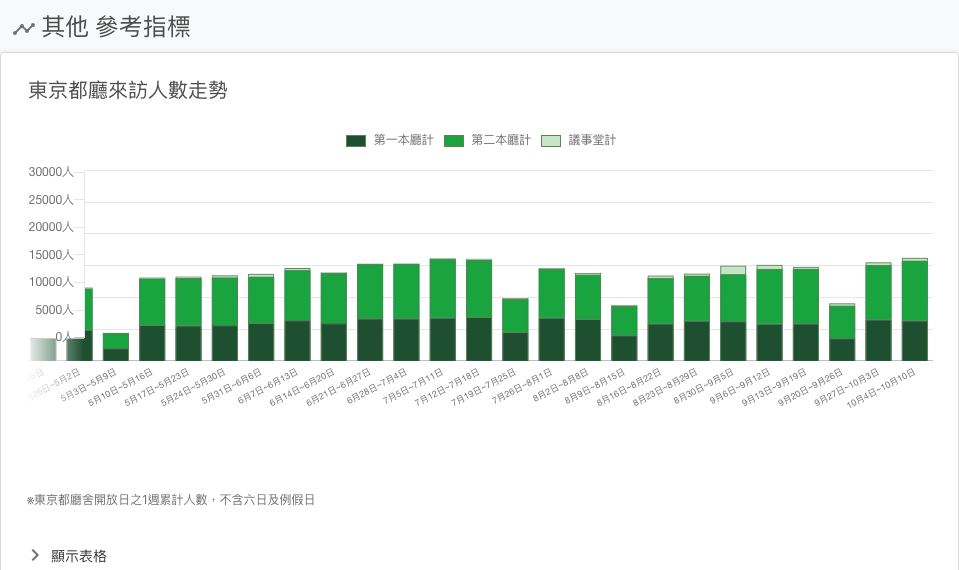 其他 參考指標
東京都廳來訪人數走勢
第一本廳計 第二本廳計 議事堂計
30000人
25000人
20000人
15000人
10000人
5000人
0人
~5月2日
5月3日~5月9日
5月10日~5月16日
5月17日~5月23日
5月24日~5月30日
5月31日~6月6日
6月7日~6月13日
6月14日~6月20日
6月21日~6月27日
6月28日~7月4日
7月5日~7月11日
7月12日~7月18日
7月19日~7月25日
7月26日~8月1日
8月2日~8月8日
8月9日~8月15日
8月16日~8月22日
8月23日~8月29日
8月30日~9月5日
9月6日~9月12日
9月13日~9月19日
9月20日~9月26日
9月27日~10月3日
10月4日~10月10日
※東京都廳舍開放日之1週累計人數，不含六日及例假日
顯示表格